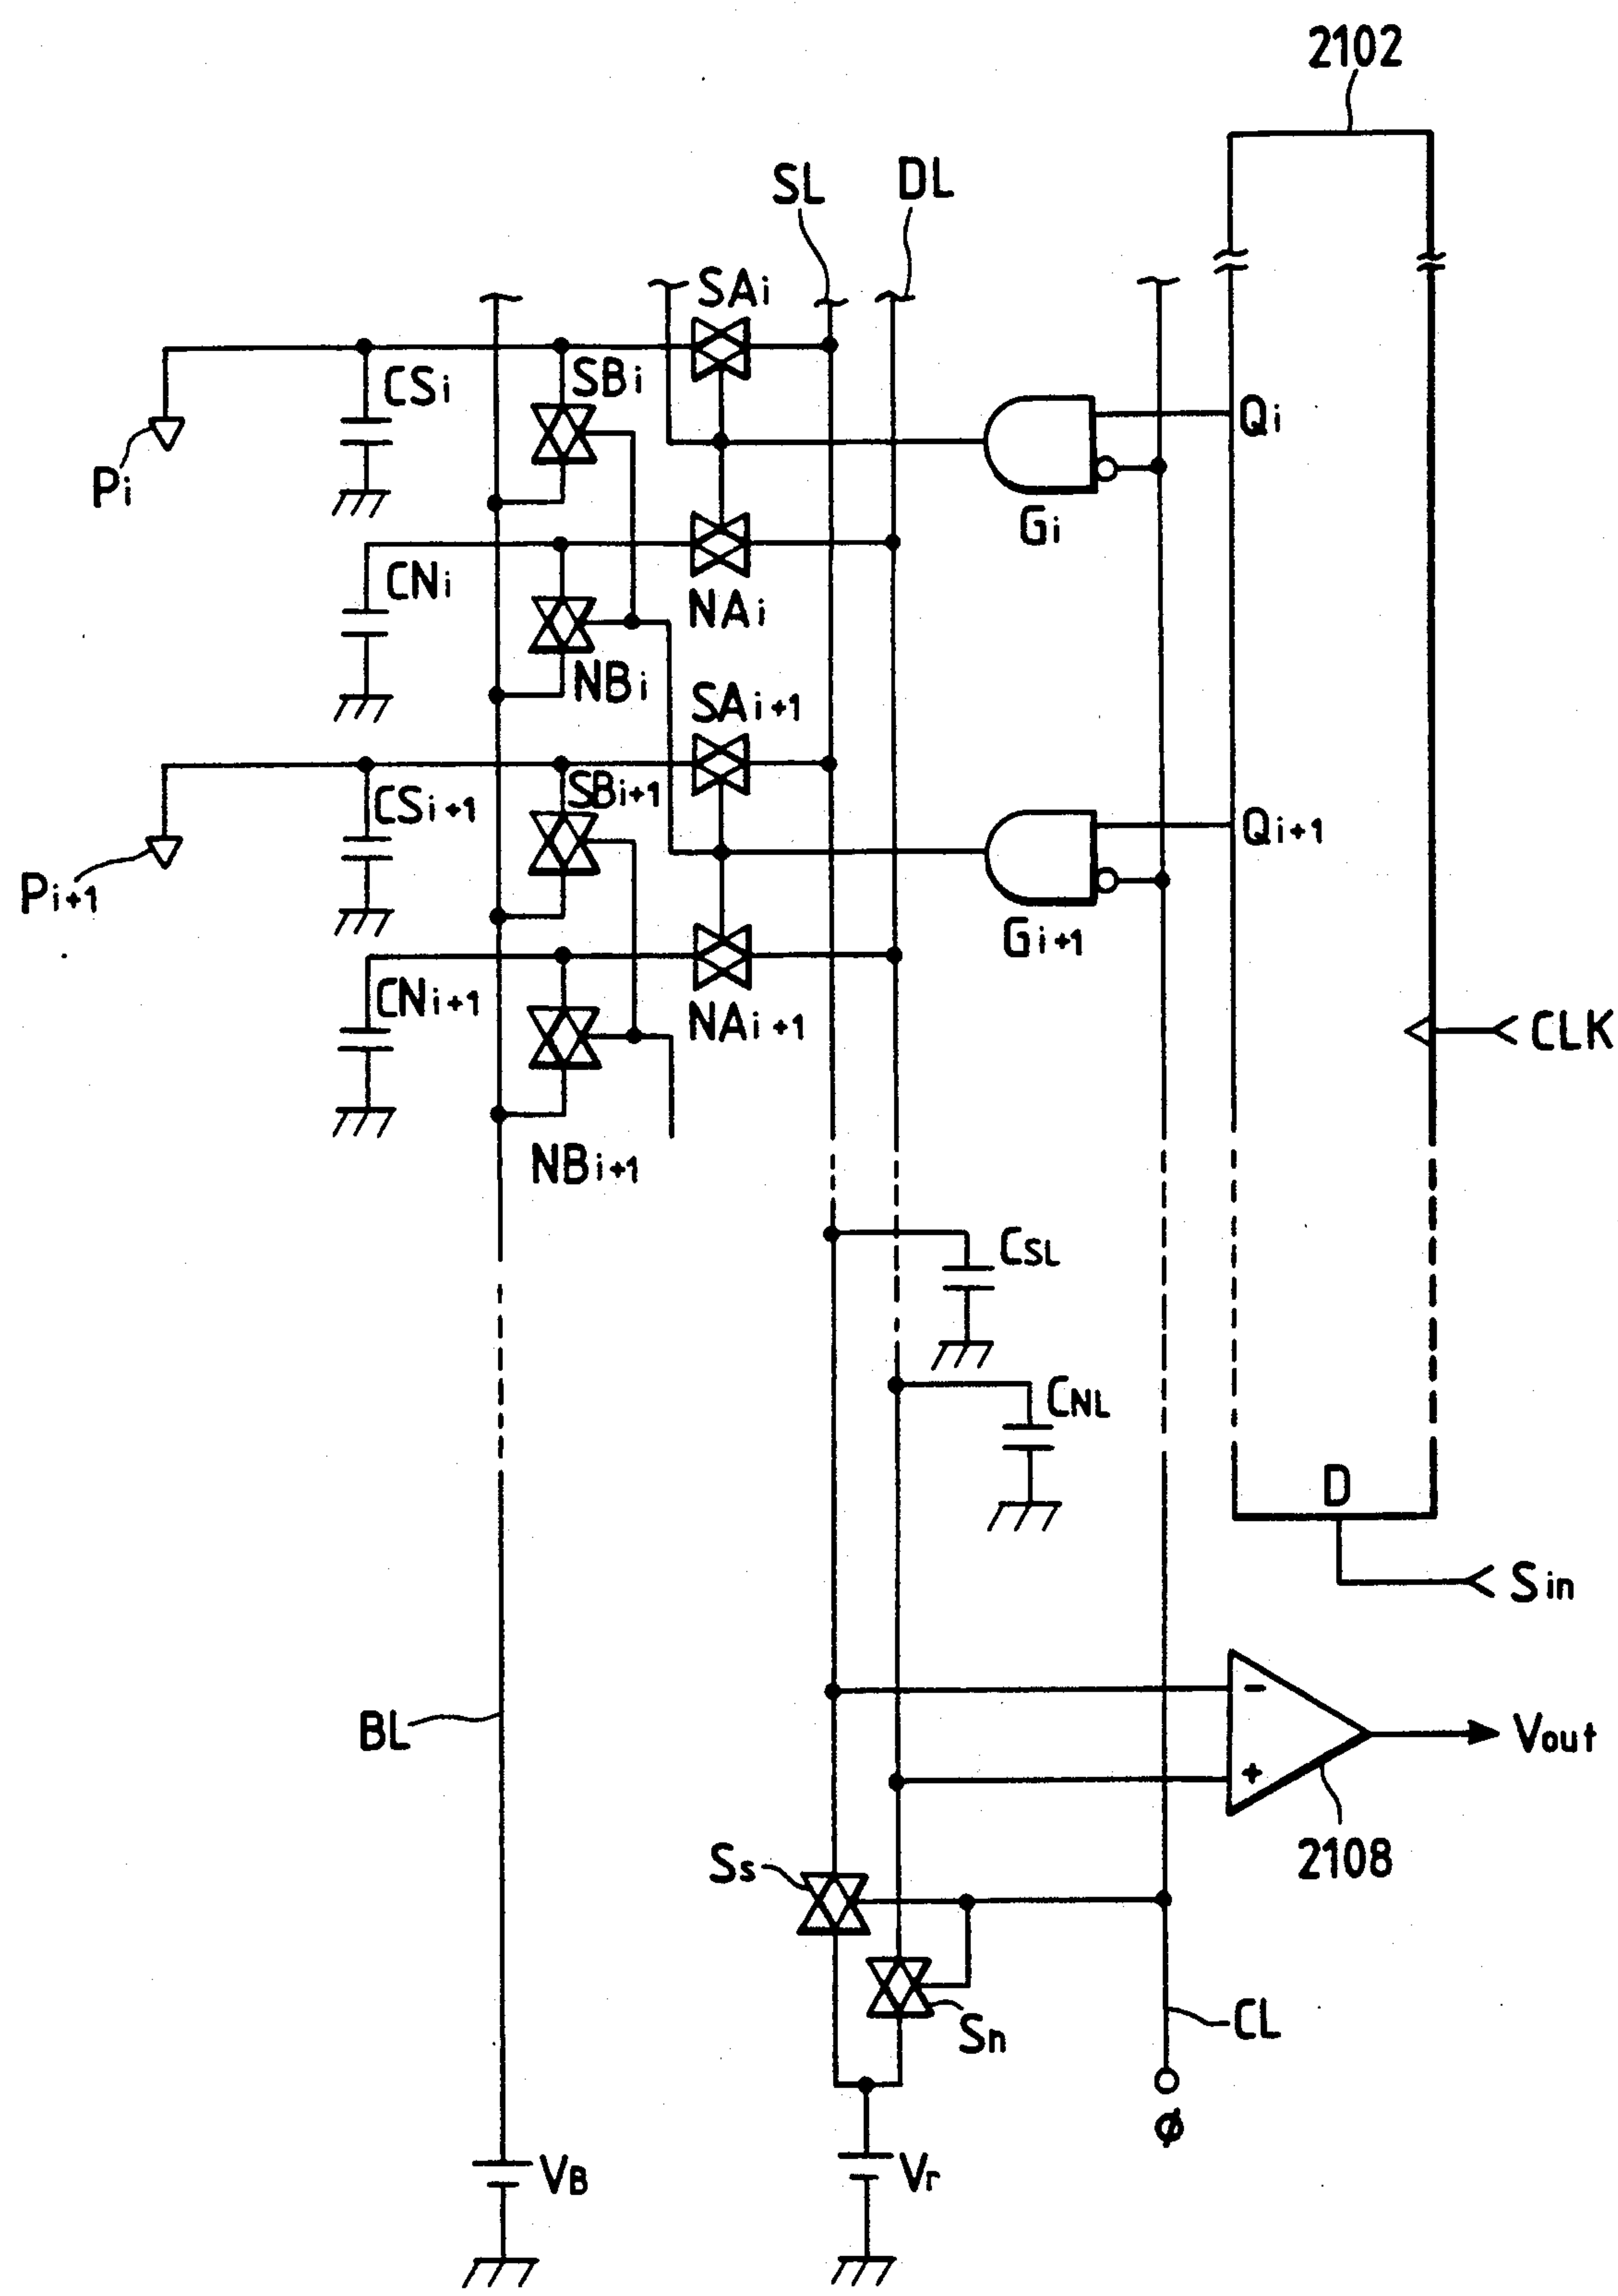 2102
SL
DL
SAi
CSi
SBi
Qi
Pi
Gi
CNi
NAi
NBi
SAi+1
CSi+1
SBi+1
Qi+1
Pi+1
Gi+1
CNi+1
NAi+1
CLK
NBi+1
CSL
CNL
D
Sin
-
BL
Vout
+
2108
Ss
Sn
CL
φ
VB
Vr